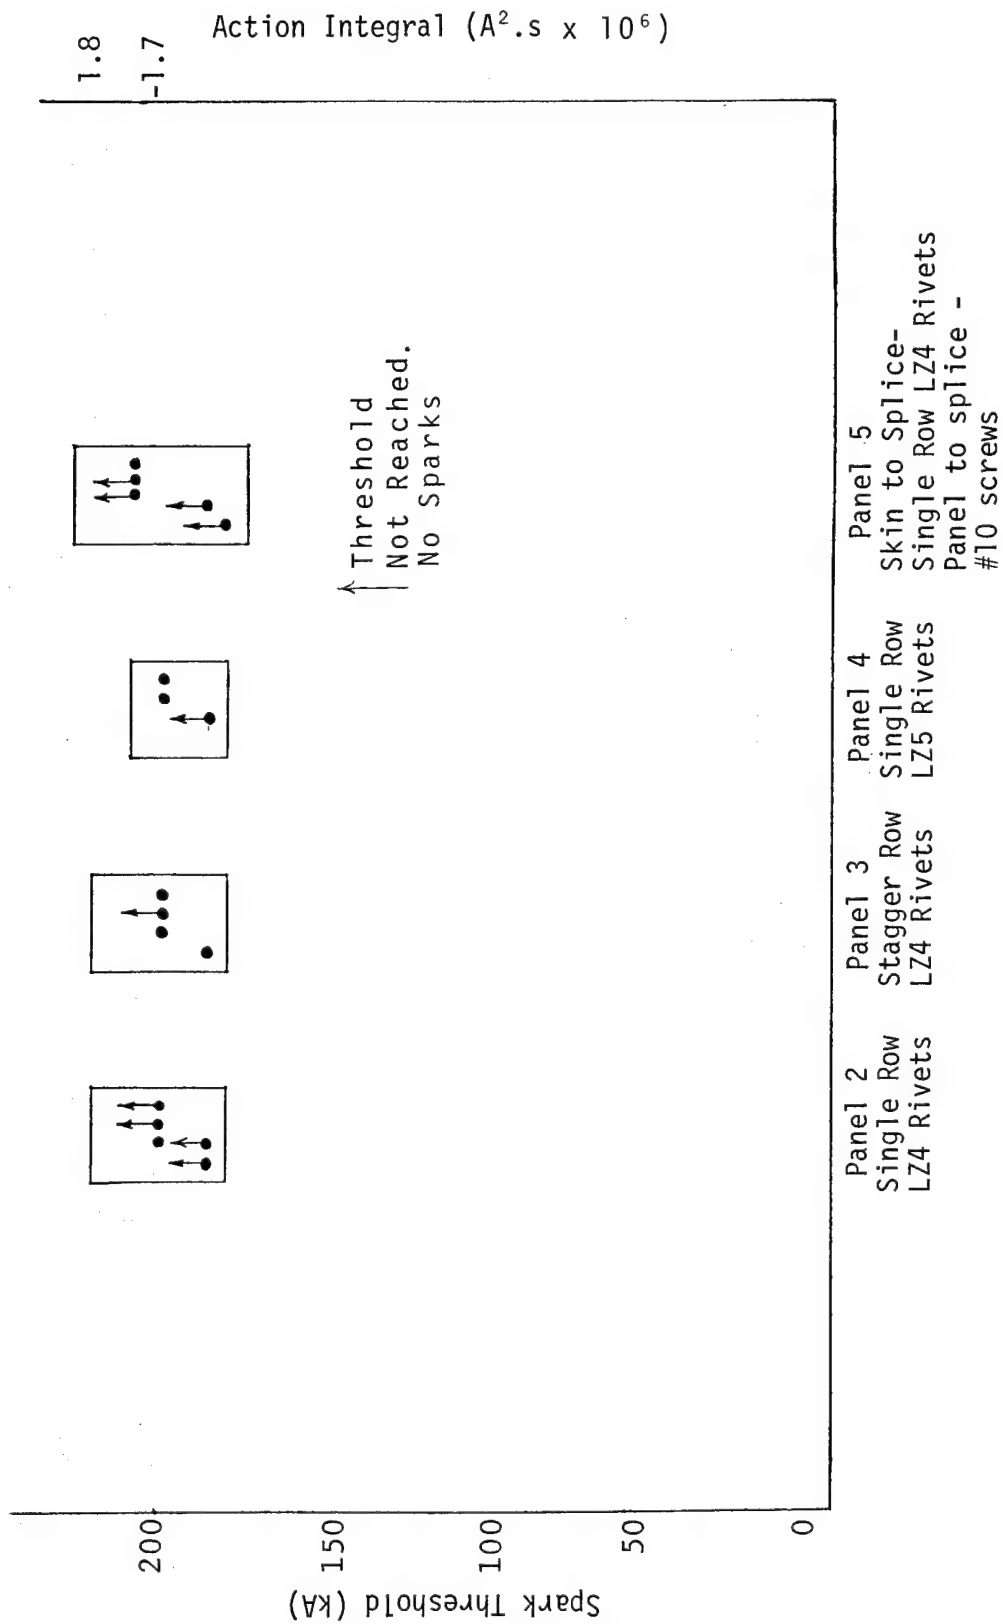 Action Integral (A².s x 10⁶)
1.8
-1.7
200
150
100
50
0
Spark Threshold (kA)
Threshold
Not Reached.
No Sparks
Panel 2
Single Row
LZ4 Rivets
Panel 3
Stagger Row
LZ4 Rivets
Panel 4
Single Row
LZ5 Rivets
Panel 5
Skin to Splice-
Single Row LZ4 Rivets
Panel to splice -
#10 screws